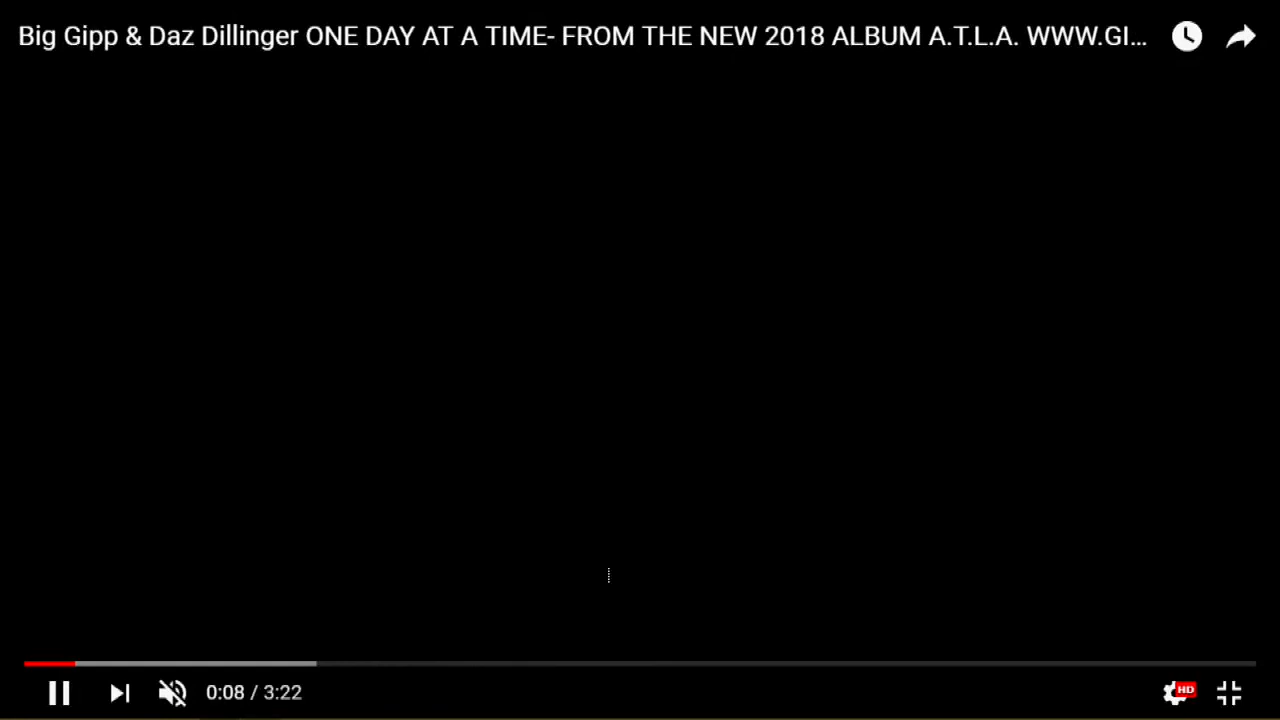 Big Gipp & Daz Dillinger ONE DAY AT A TIME- FROM THE NEW 2018 ALBUM A.T.L.A. WWW.GI...
0:08 / 3:22
HD